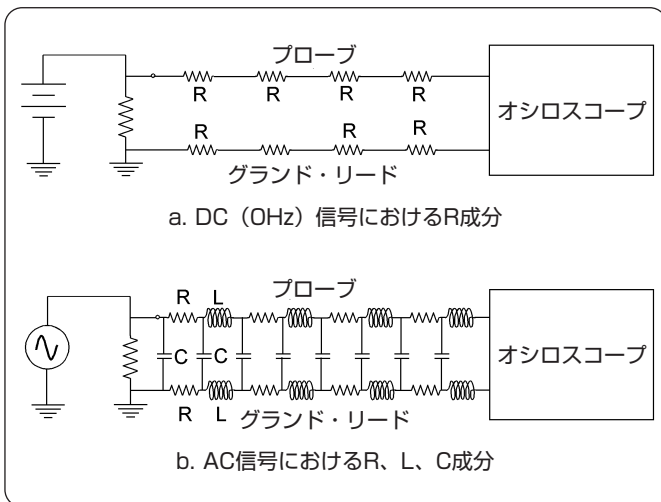 プローブ
R R R R
オシロスコープ
R R R
グランド・リード
a. DC（0Hz）信号におけるR成分
プローブ
R L
C C
オシロスコープ
R L
グランド・リード
b. AC信号におけるR、L、C成分